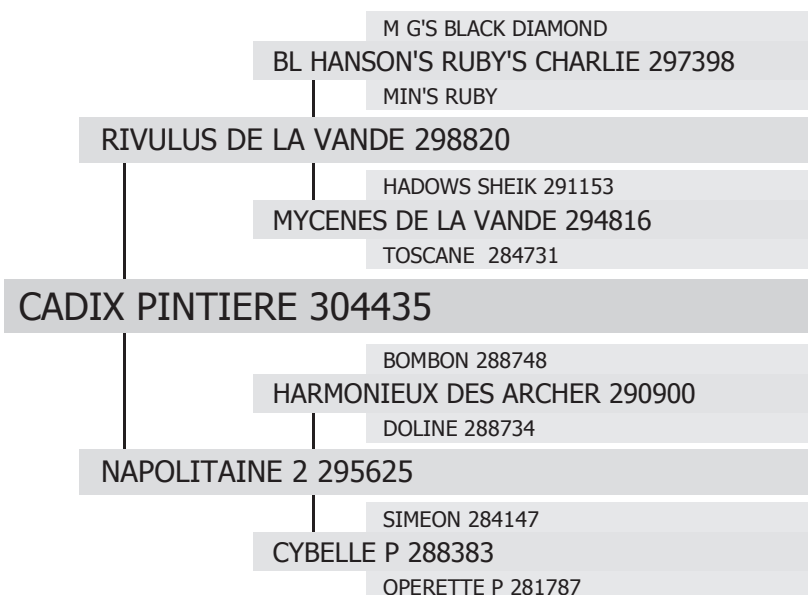 M G'S BLACK DIAMOND
BL HANSON'S RUBY'S CHARLIE 297398
MIN'S RUBY
RIVULUS DE LA VANDE 298820
HADOWS SHEIK 291153
MYCENES DE LA VANDE 294816
TOSCANE 284731
CADIX PINTIERE 304435
BOMBON 288748
HARMONIEUX DES ARCHER 290900
DOLINE 288734
NAPOLITAINE 2 295625
SIMEON 284147
CYBELLE P 288383
OPERETTE P 281787